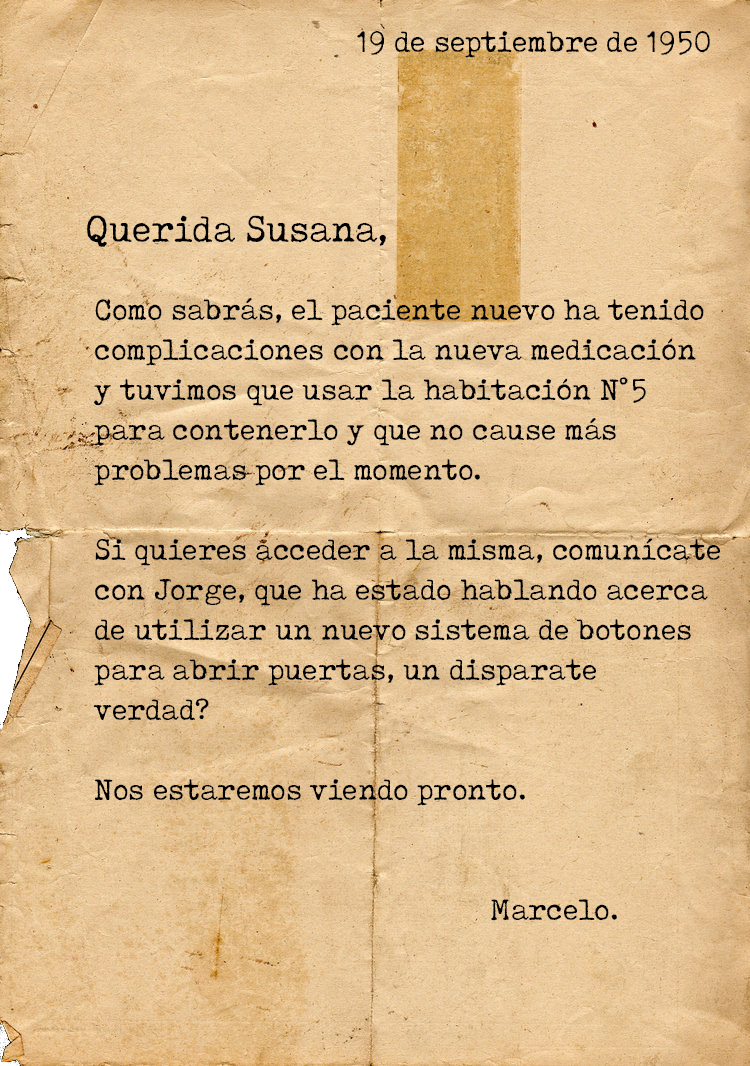 19 de septiembre de 1950
Querida Susana,
Como sabrás, el paciente nuevo ha tenido
complicaciones con la nueva medicación
y tuvimos que usar la habitación N°5
para contenerlo y que no cause más
problemas por el momento.
Si quieres acceder a la misma, comunícate
con Jorge, que ha estado hablando acerca
de utilizar un nuevo sistema de botones
para abrir puertas, un disparate
verdad?
Nos estaremos viendo pronto.
Marcelo.